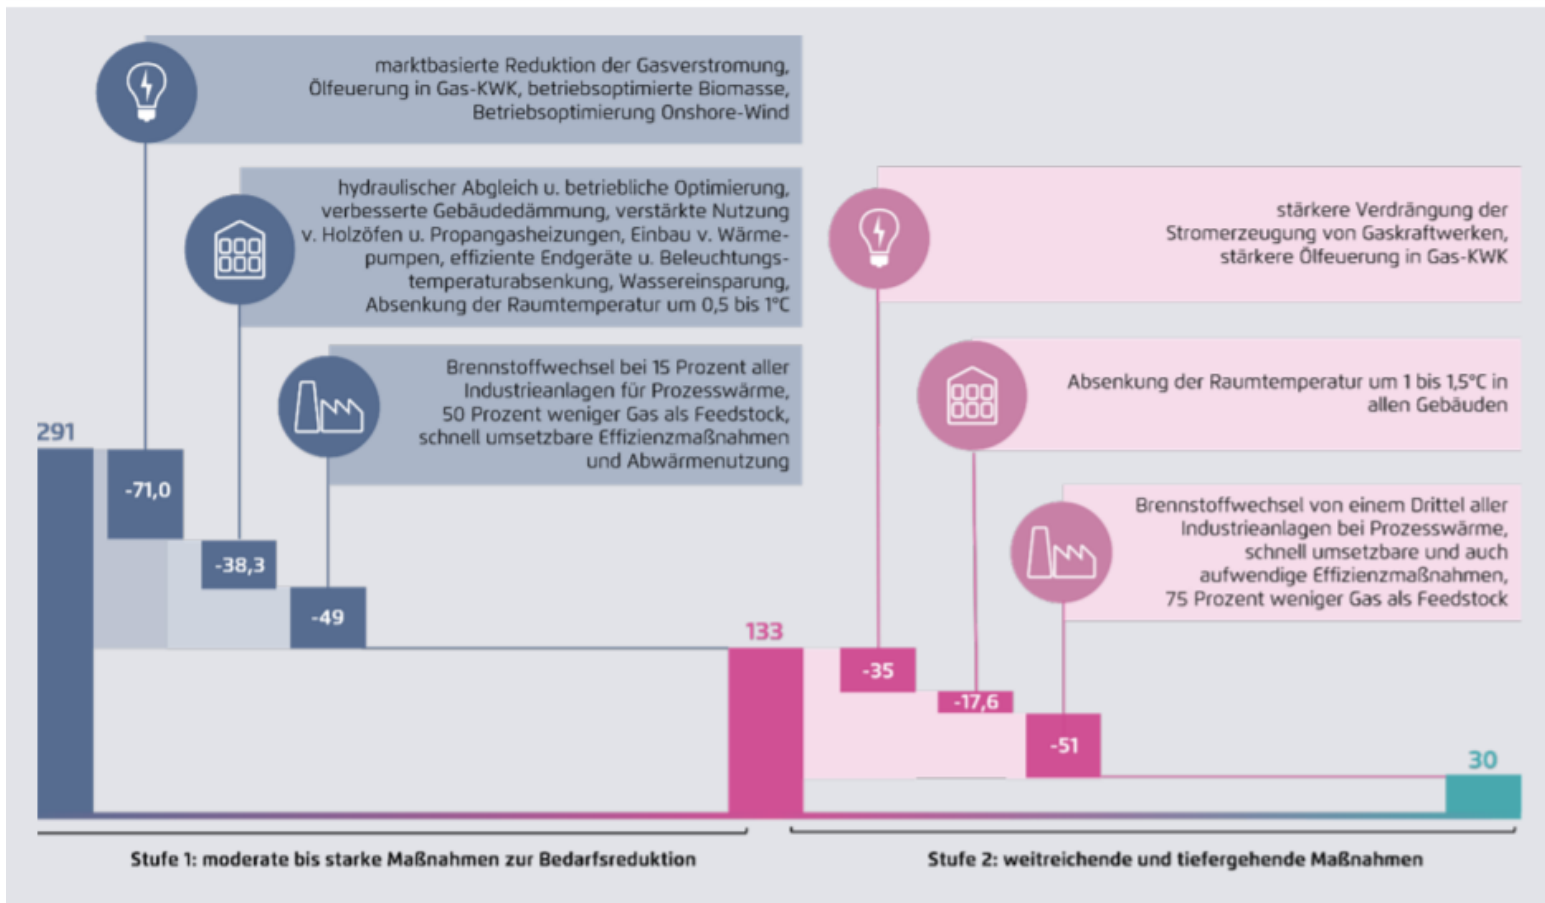 marktbasierte Reduktion der Gasverstromung,
Ölfeuerung in Gas-KWK, betriebsoptimierte Biomasse,
Betriebsoptimierung Onshore-Wind
hydraulischer Abgleich u. betriebliche Optimierung,
verbesserte Gebäudedämmung, verstärkte Nutzung
v. Holzöfen u. Propangasheizungen, Einbau v. Wärme-
pumpen, effiziente Endgeräte u. Beleuchtungs-
temperaturabsenkung, Wassereinsparung,
Absenkung der Raumtemperatur um 0,5 bis 1°C
Brennstoffwechsel bei 15 Prozent aller
Industrieanlagen für Prozesswärme,
50 Prozent weniger Gas als Feedstock,
schnell umsetzbare Effizienzmaßnahmen
und Abwärmenutzung
291
-71,0
-38,3
-49
133
stärkere Verdrängung der
Stromerzeugung von Gaskraftwerken,
stärkere Ölfeuerung in Gas-KWK
Absenkung der Raumtemperatur um 1 bis 1,5°C in
allen Gebäuden
Brennstoffwechsel von einem Drittel aller
Industrieanlagen bei Prozesswärme,
schnell umsetzbare und auch
aufwendige Effizienzmaßnahmen,
75 Prozent weniger Gas als Feedstock
-35
-17,6
-51
30
Stufe 1: moderate bis starke Maßnahmen zur Bedarfsreduktion
Stufe 2: weitreichende und tiefergehende Maßnahmen